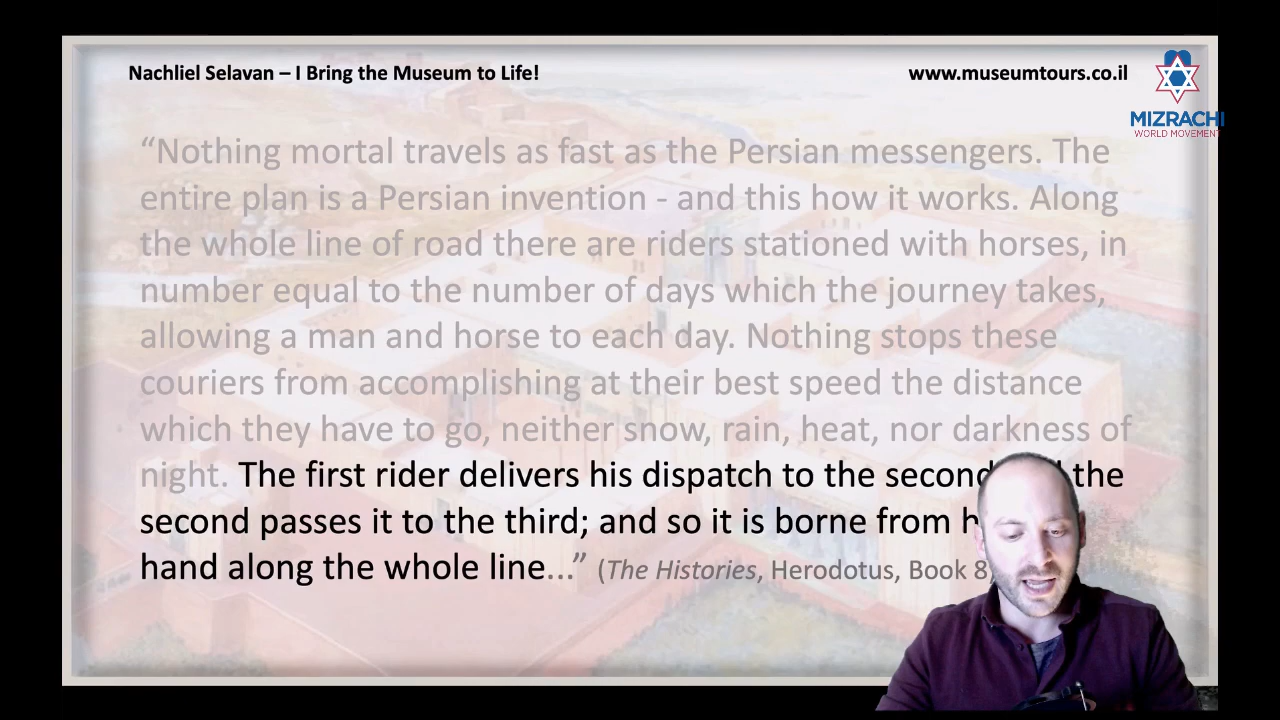 Nachliel Selavan – I Bring the Museum to Life!
www.museumtours.co.il
MIZRACHI
WORLD MOVEMENT
“Nothing mortal travels as fast as the Persian messengers. The
entire plan is a Persian invention - and this how it works. Along
the whole line of road there are riders stationed with horses, in
number equal to the number of days which the journey takes,
allowing a man and horse to each day. Nothing stops these
couriers from accomplishing at their best speed the distance
which they have to go, neither snow, rain, heat, nor darkness of
night. The first rider delivers his dispatch to the second the
second passes it to the third; and so it is borne from
hand along the whole line...” (The Histories, Herodotus, Book 8